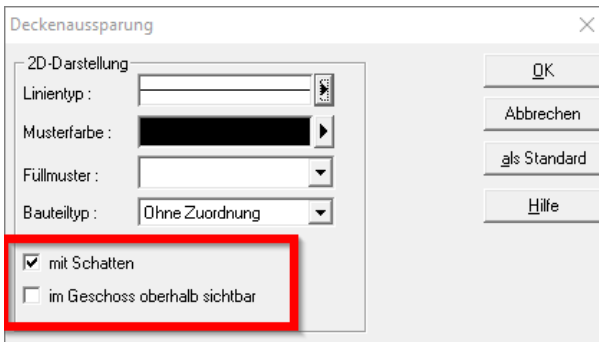 Deckenaussparung
2D-Darstellung
Linientyp :
Musterfarbe :
Füllmuster :
Bauteiltyp : Ohne Zuordnung
mit Schatten
im Geschoss oberhalb sichtbar
OK
Abbrechen
als Standard
Hilfe